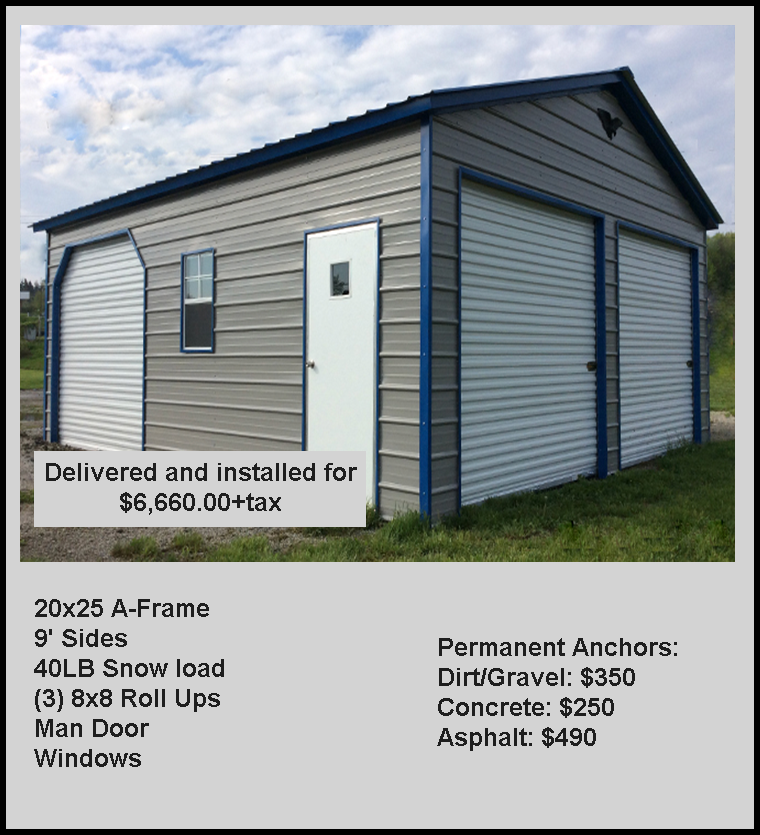 Delivered and installed for
$6,660.00+tax
20x25 A-Frame
9' Sides
40LB Snow load
(3) 8x8 Roll Ups
Man Door
Windows
Permanent Anchors:
Dirt/Gravel: $350
Concrete: $250
Asphalt: $490